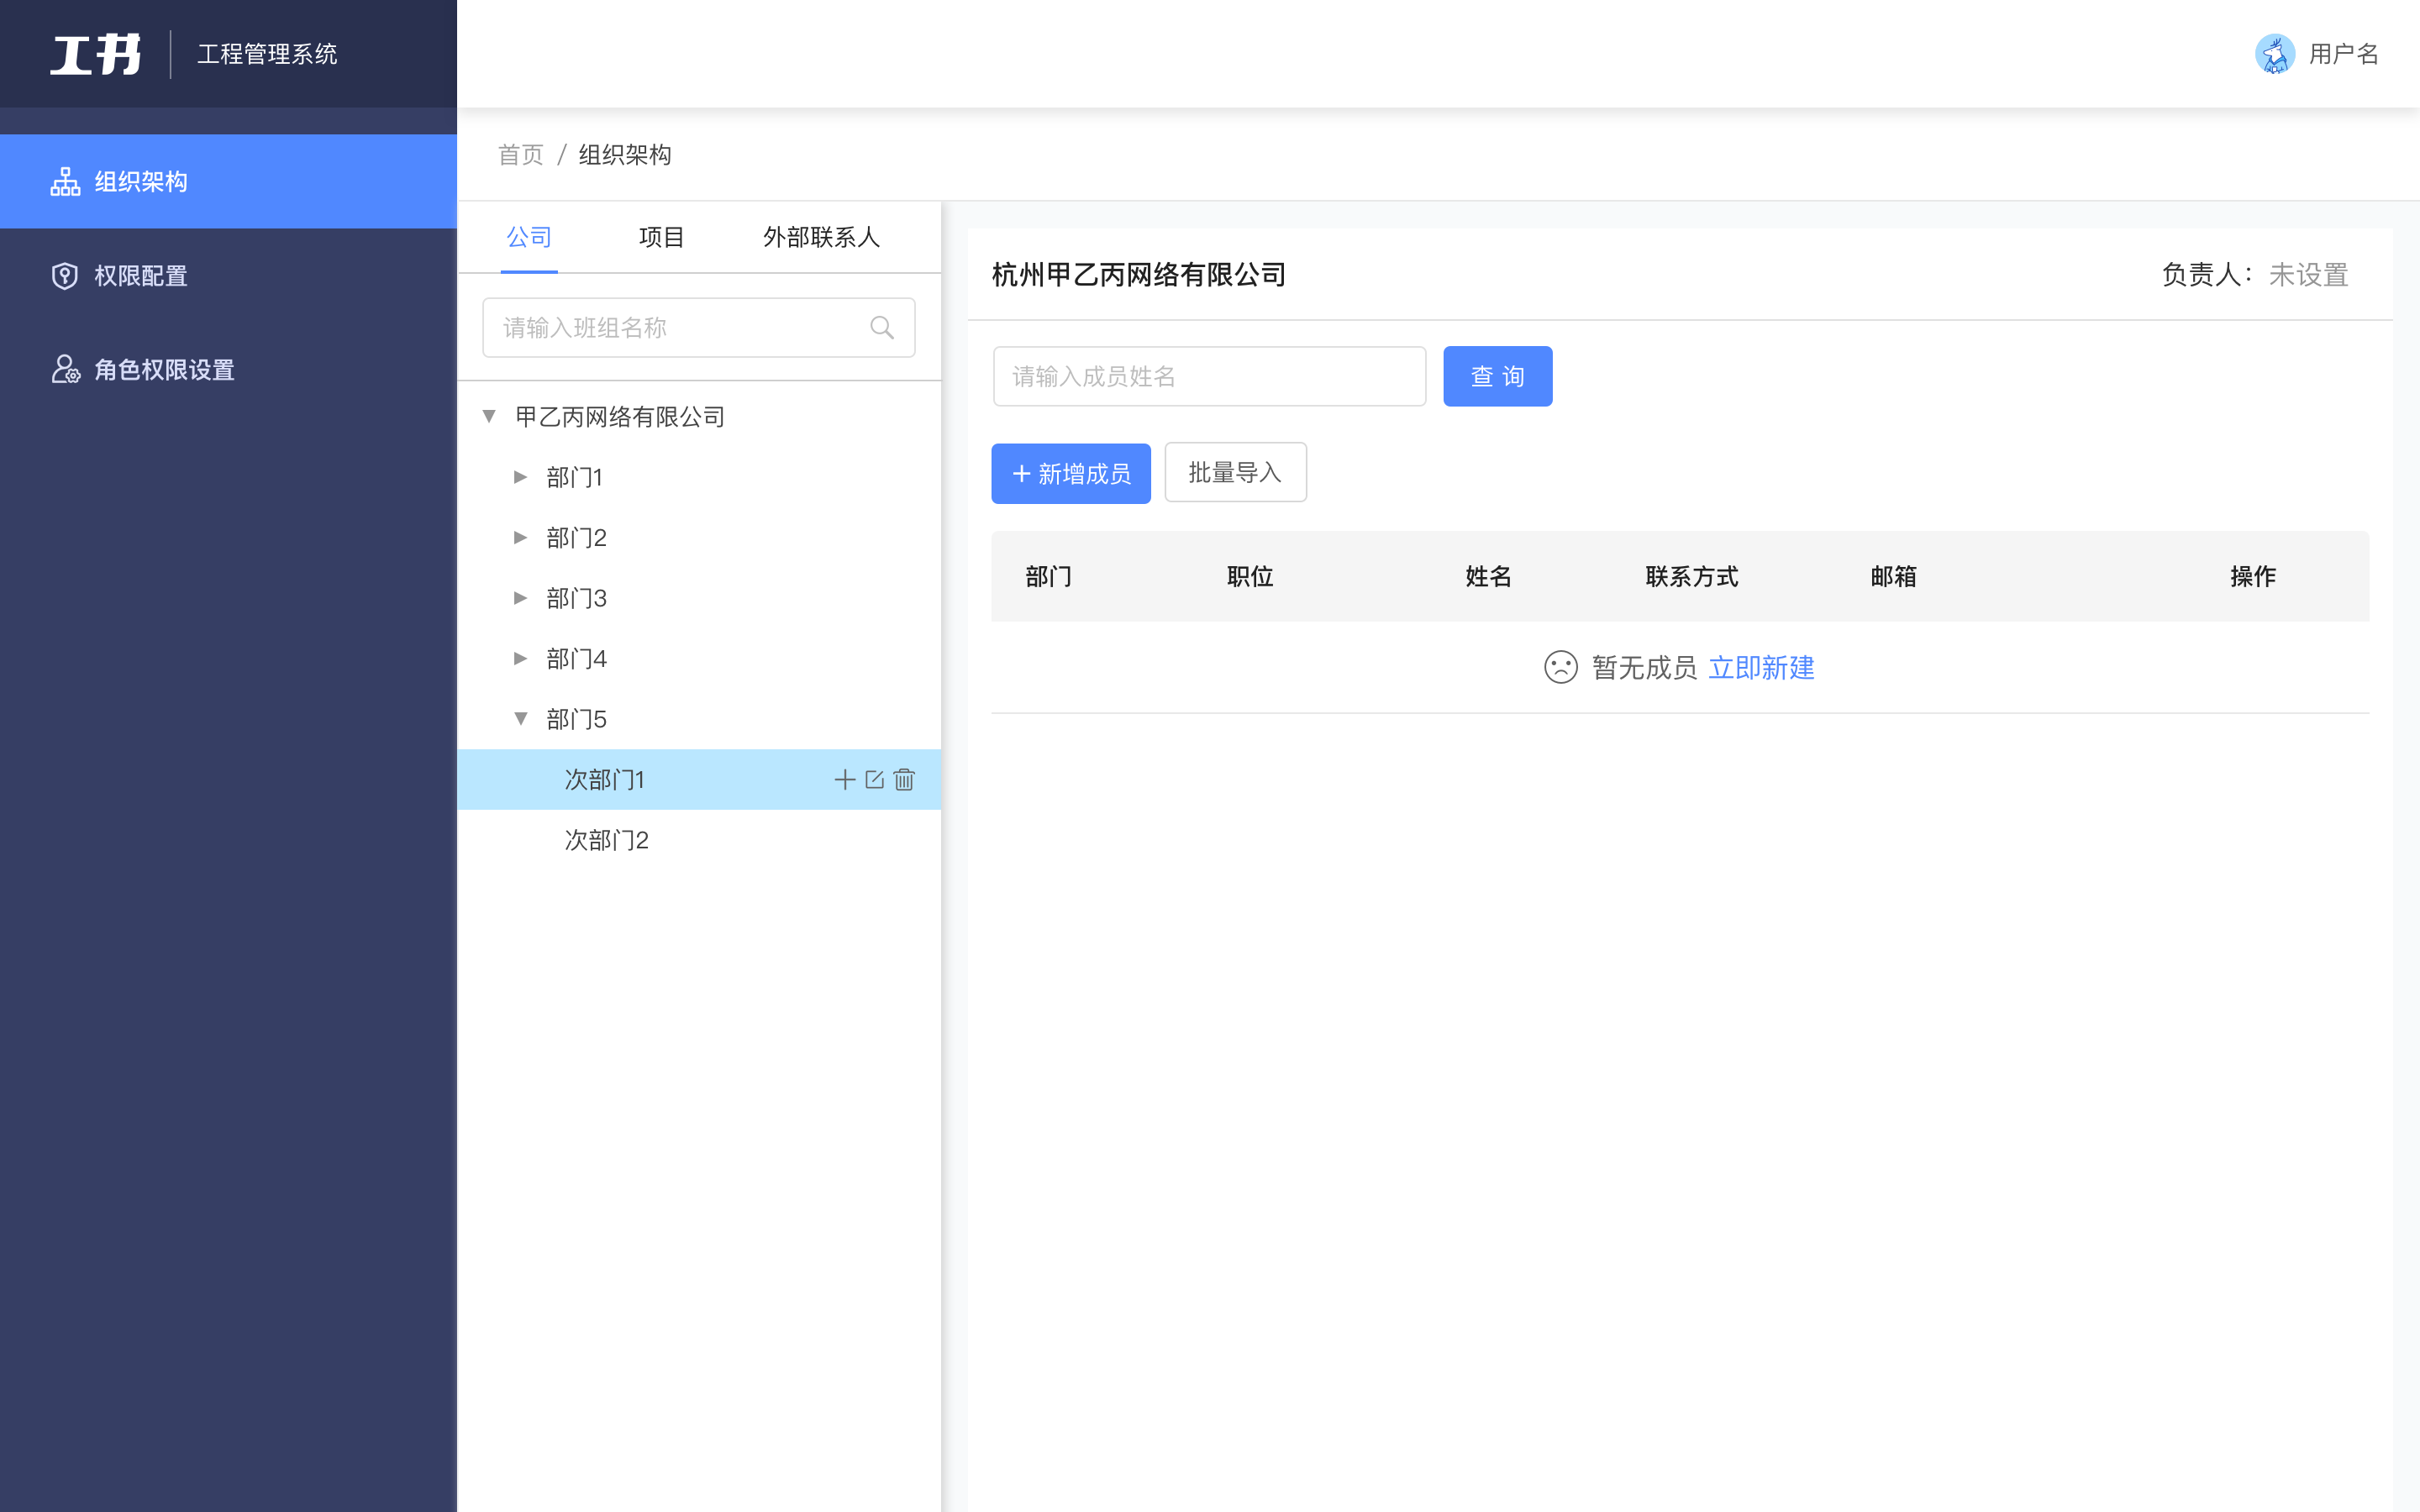 工书 工程管理系统
用户名
组织架构
权限配置
角色权限设置
首页 / 组织架构
公司 项目 外部联系人
请输入班组名称
甲乙丙网络有限公司
部门1
部门2
部门3
部门4
部门5
次部门1
次部门2
杭州甲乙丙网络有限公司 负责人：未设置
请输入成员姓名 查 询
+ 新增成员 批量导入
部门 职位 姓名 联系方式 邮箱 操作
暂无成员 立即新建